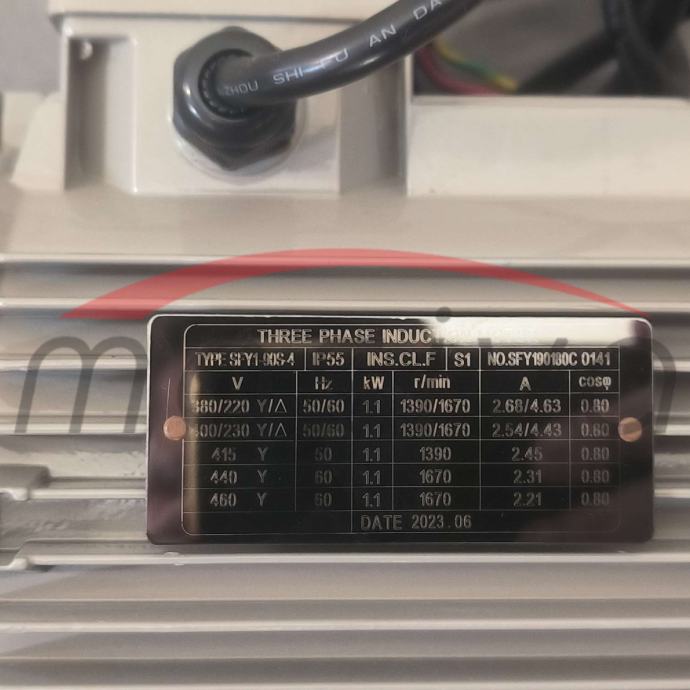 ZHOU SHI FU AN DA
THREE PHASE INDUCTION
TYPE SFY1-90S-4 IP55 INS.CL.F S1 NO.SFY190180C 0141
V Hz kW r/min A cosφ
380/220 Y/△ 50/60 1.1 1390/1670 2.68/4.63 0.80
400/230 Y/△ 50/60 1.1 1390/1670 2.54/4.43 0.80
415 Y 50 1.1 1390 2.45 0.80
440 Y 60 1.1 1670 2.31 0.80
460 Y 60 1.1 1670 2.21 0.80
DATE 2023.06